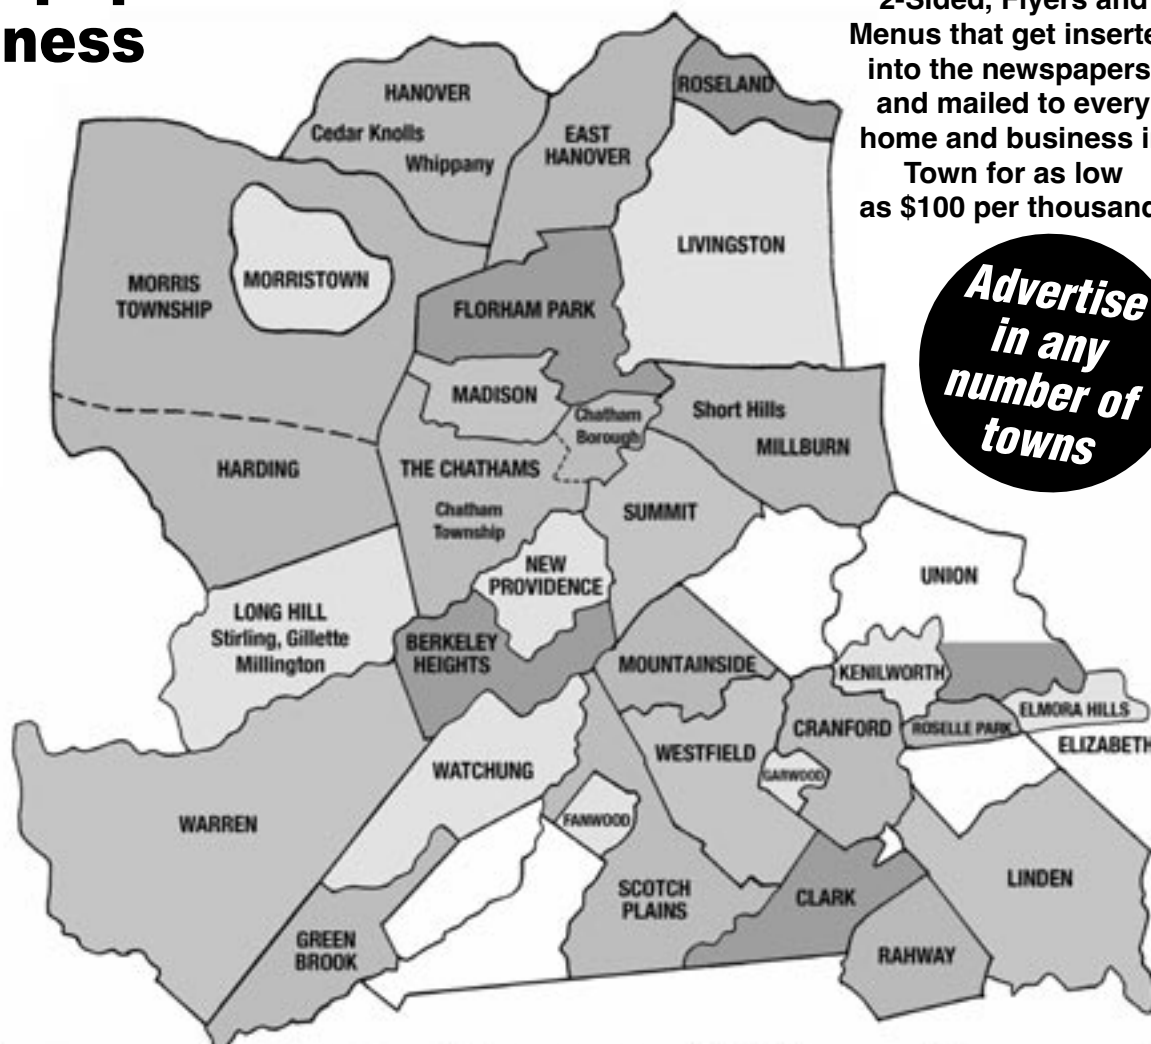 ness
2-Sided, Flyers and
Menus that get inserte
into the newspapers
and mailed to every
home and business i
Town for as low
as $100 per thousand
Advertise
in any
number of
towns
HANOVER
Cedar Knolls
Whippany
EAST
HANOVER
ROSELAND
LIVINGSTON
MORRIS
TOWNSHIP
MORRISTOWN
FLORHAM PARK
MADISON
Chatham
Borough
Short Hills
MILLBURN
HARDING
THE CHATHAMS
Chatham
Township
SUMMIT
NEW
PROVIDENCE
UNION
LONG HILL
Stirling, Gillette
Millington
BERKELEY
HEIGHTS
MOUNTAINSIDE
KENILWORTH
ELMORA HILLS
ROSELLE PARK
CRANFORD
ELIZABETH
WESTFIELD
GARWOOD
WATCHUNG
WARREN
FANWOOD
SCOTCH
PLAINS
CLARK
LINDEN
GREEN
BROOK
RAHWAY